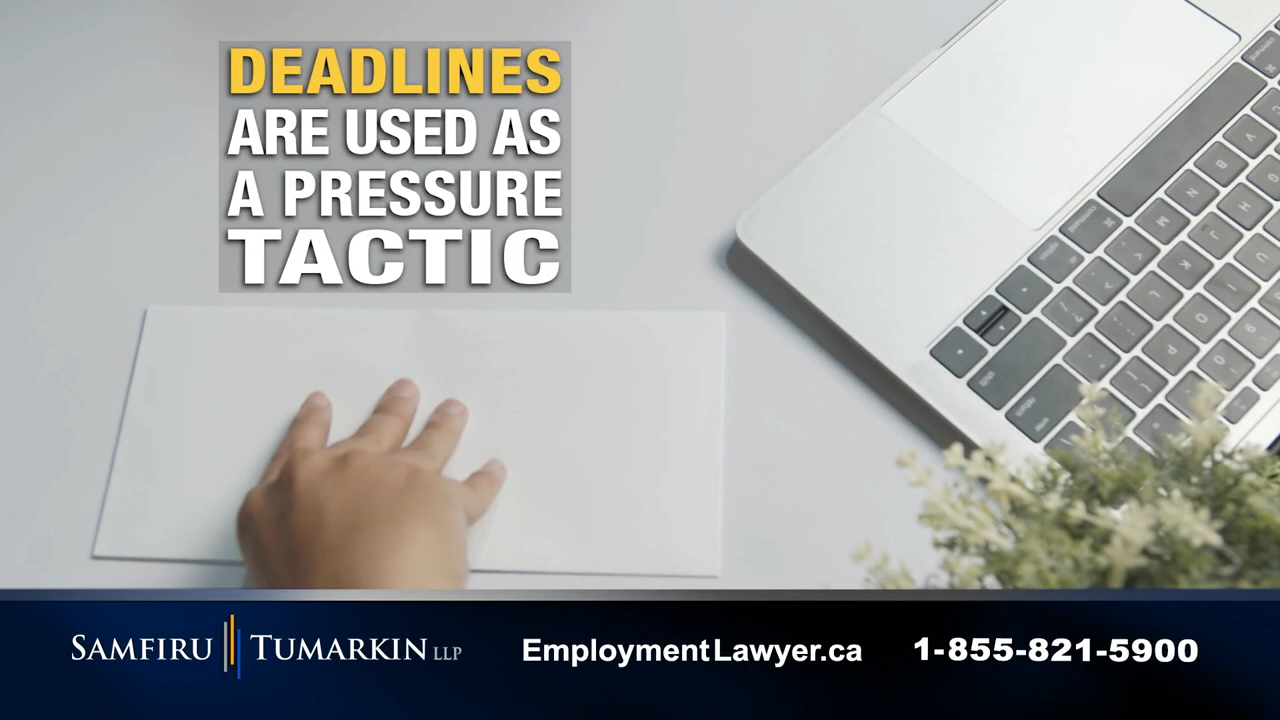 DEADLINES
ARE USED AS
A PRESSURE
TACTIC
SAMFIRU TUMARKIN LLP
EmploymentLawyer.ca
1-855-821-5900